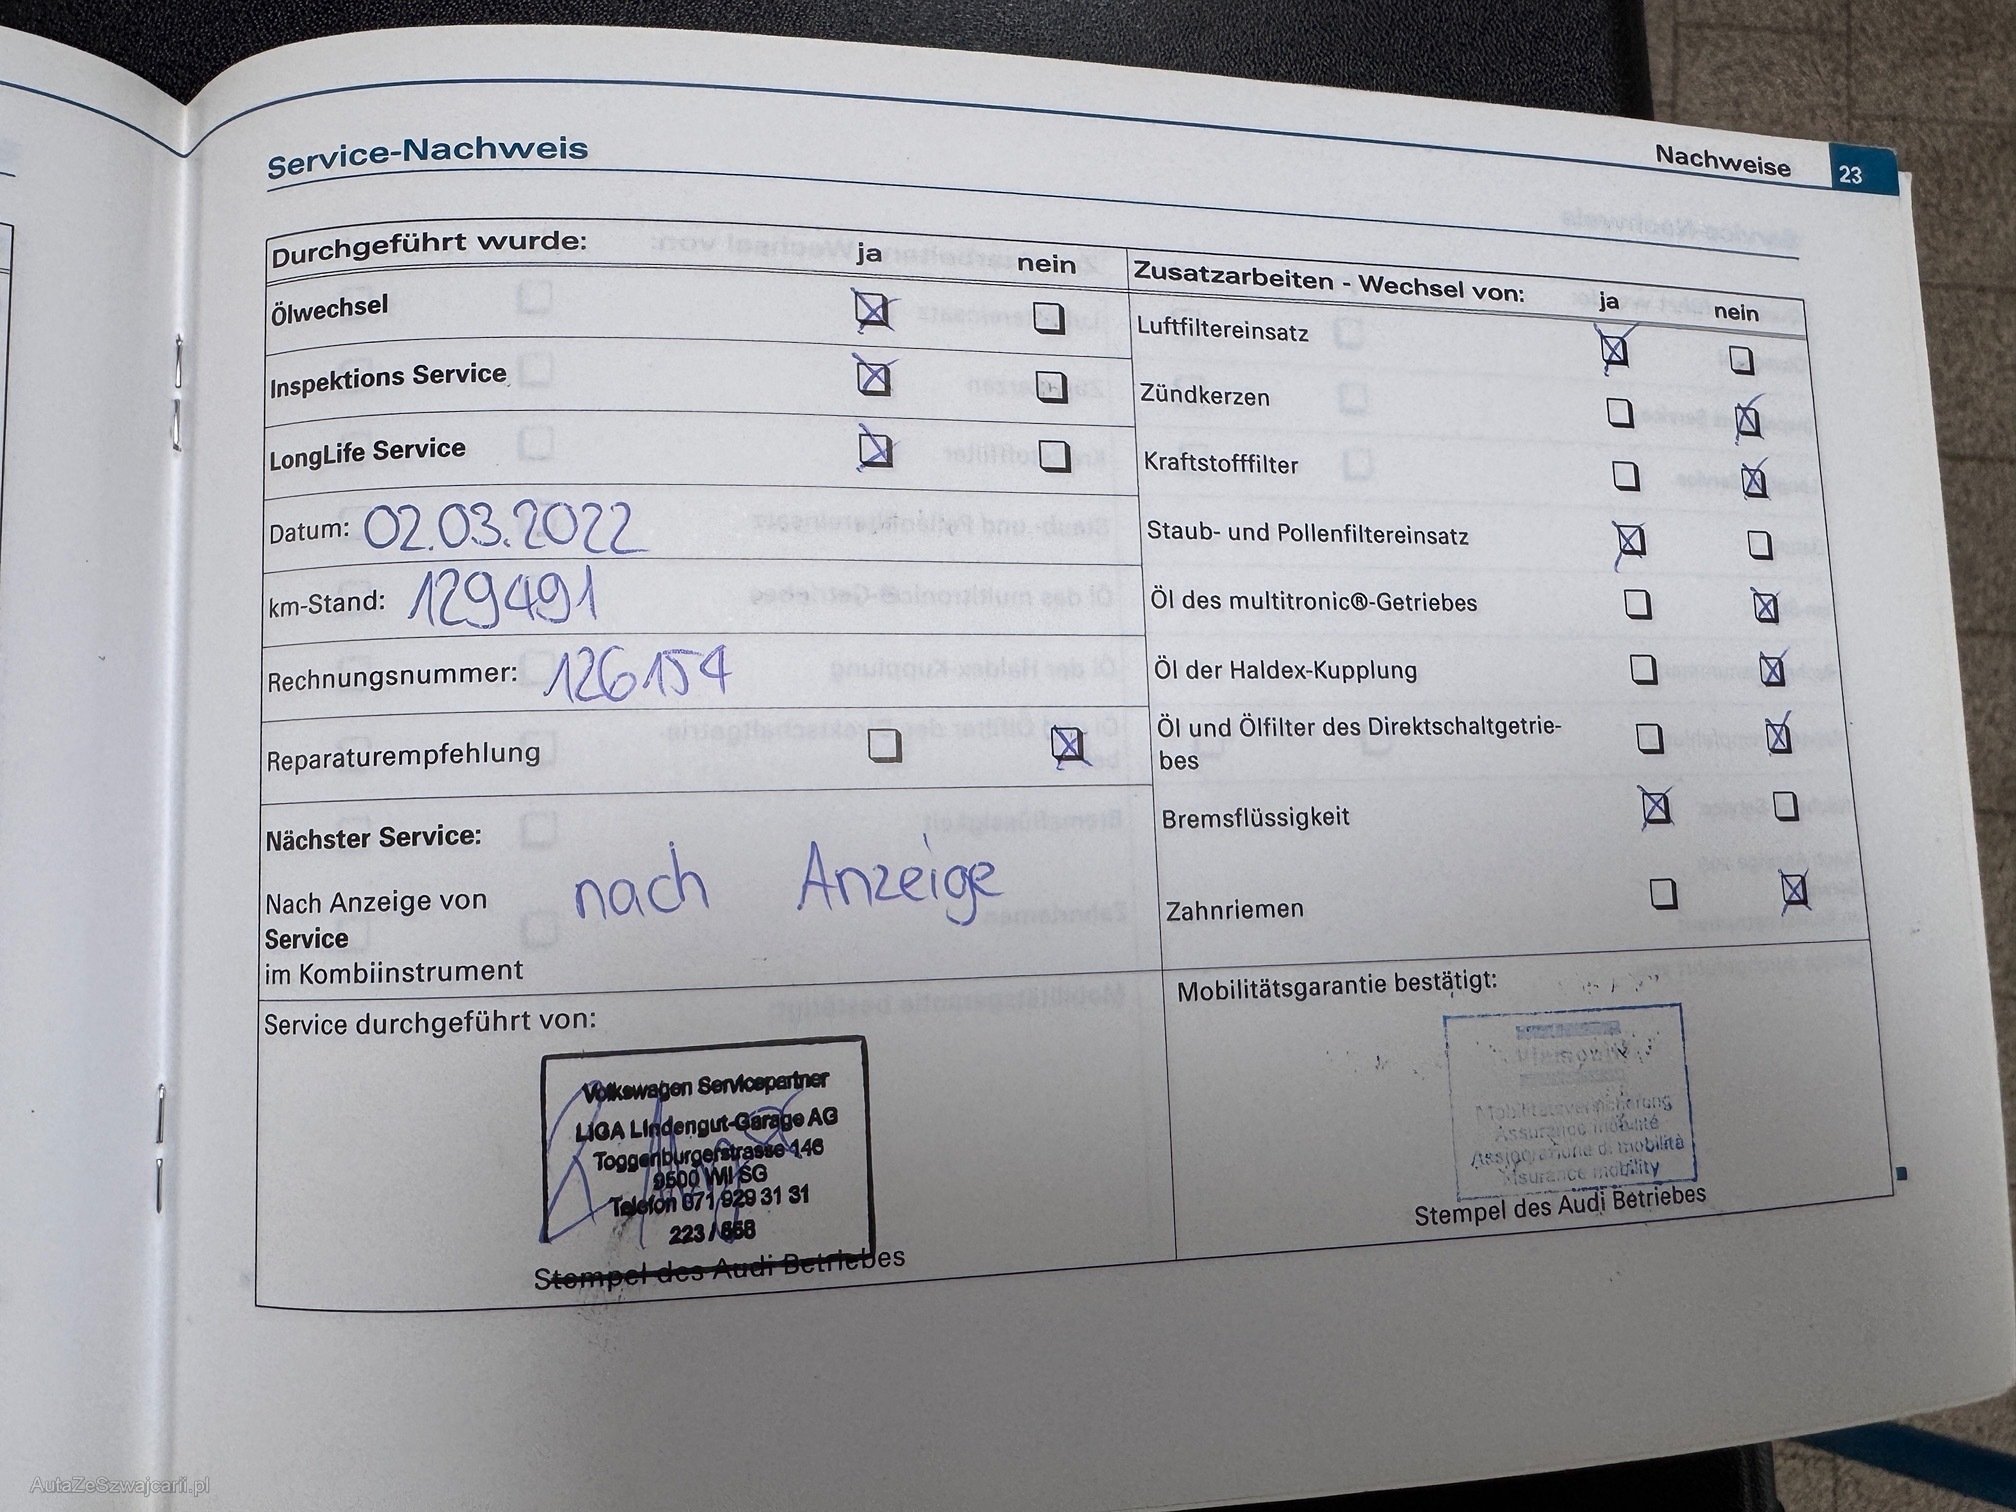 Service-Nachweis
Nachweise 23
Durchgeführt wurde: ja nein
Ölwechsel
Inspektions Service
LongLife Service
Datum: 02.03.2022
km-Stand: 129491
Rechnungsnummer: 126154
Reparaturempfehlung
Nächster Service:
Nach Anzeige von nach Anzeige
Service
im Kombiinstrument
Service durchgeführt von:
Volkswagen Servicepartner
LIGA Lindengut-Garage AG
Toggenburgerstrasse 146
9500 Wil SG
Telefon 071 929 31 31
223 /
Stempel des Audi Betriebes
Zusatzarbeiten - Wechsel von: ja nein
Luftfiltereinsatz
Zündkerzen
Kraftstofffilter
Staub- und Pollenfiltereinsatz
Öl des multitronic®-Getriebes
Öl der Haldex-Kupplung
Öl und Ölfilter des Direktschaltgetrie-
bes
Bremsflüssigkeit
Zahnriemen
Mobilitätsgarantie bestätigt:
Mobilitätsversicherung
Assurance mobilité
mobilità
mobility
Stempel des Audi Betriebes
AutaZeSzwajcarii.pl